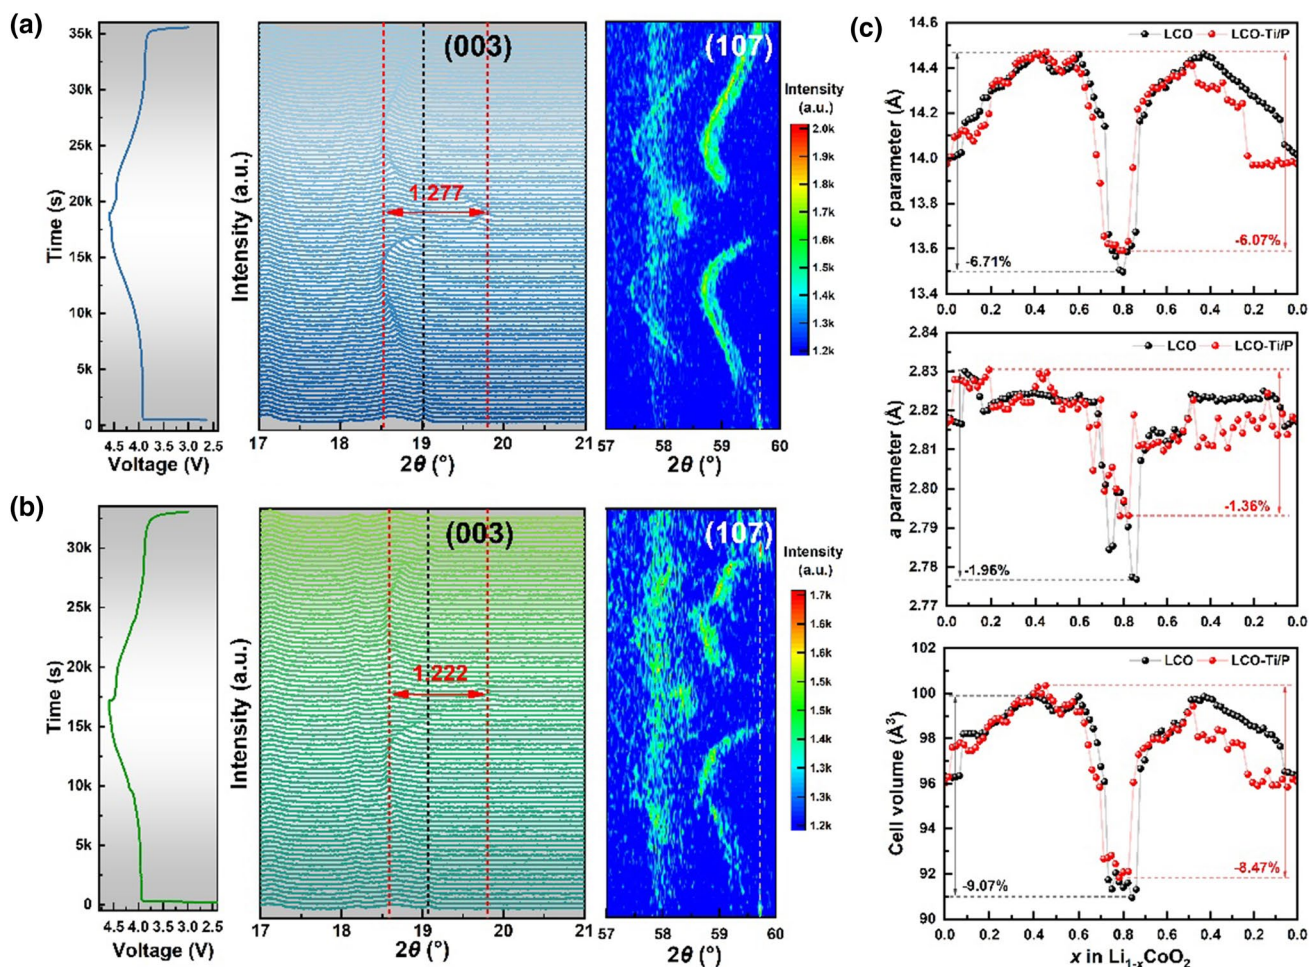 (a)
35k
30k
25k
20k
15k
10k
5k
0
Time (s)
4.5 4.0 3.5 3.0 2.5
Voltage (V)
(003)
1.277
Intensity (a.u.)
17 18 19 20 21
2θ (°)
(107)
57 58 59 60
2θ (°)
Intensity
(a.u.)
2.0k
1.9k
1.8k
1.7k
1.6k
1.5k
1.4k
1.3k
1.2k
(b)
30k
25k
20k
15k
10k
5k
0
Time (s)
4.5 4.0 3.5 3.0 2.5
Voltage (V)
(003)
1.222
Intensity (a.u.)
17 18 19 20 21
2θ (°)
(107)
57 58 59 60
2θ (°)
Intensity
(a.u.)
1.7k
1.6k
1.5k
1.4k
1.3k
1.2k
(c)
14.6
14.4
14.2
14.0
13.8
13.6
13.4
c parameter (Å)
LCO LCO-Ti/P
-6.71%
-6.07%
0.0 0.2 0.4 0.6 0.8 0.6 0.4 0.2 0.0
2.84
2.83
2.82
2.81
2.80
2.79
2.78
2.77
a parameter (Å)
LCO LCO-Ti/P
-1.96%
-1.36%
0.0 0.2 0.4 0.6 0.8 0.6 0.4 0.2 0.0
102
100
98
96
94
92
90
Cell volume (Å³)
LCO LCO-Ti/P
-9.07%
-8.47%
0.0 0.2 0.4 0.6 0.8 0.6 0.4 0.2 0.0
x in Li₁₋ₓCoO₂